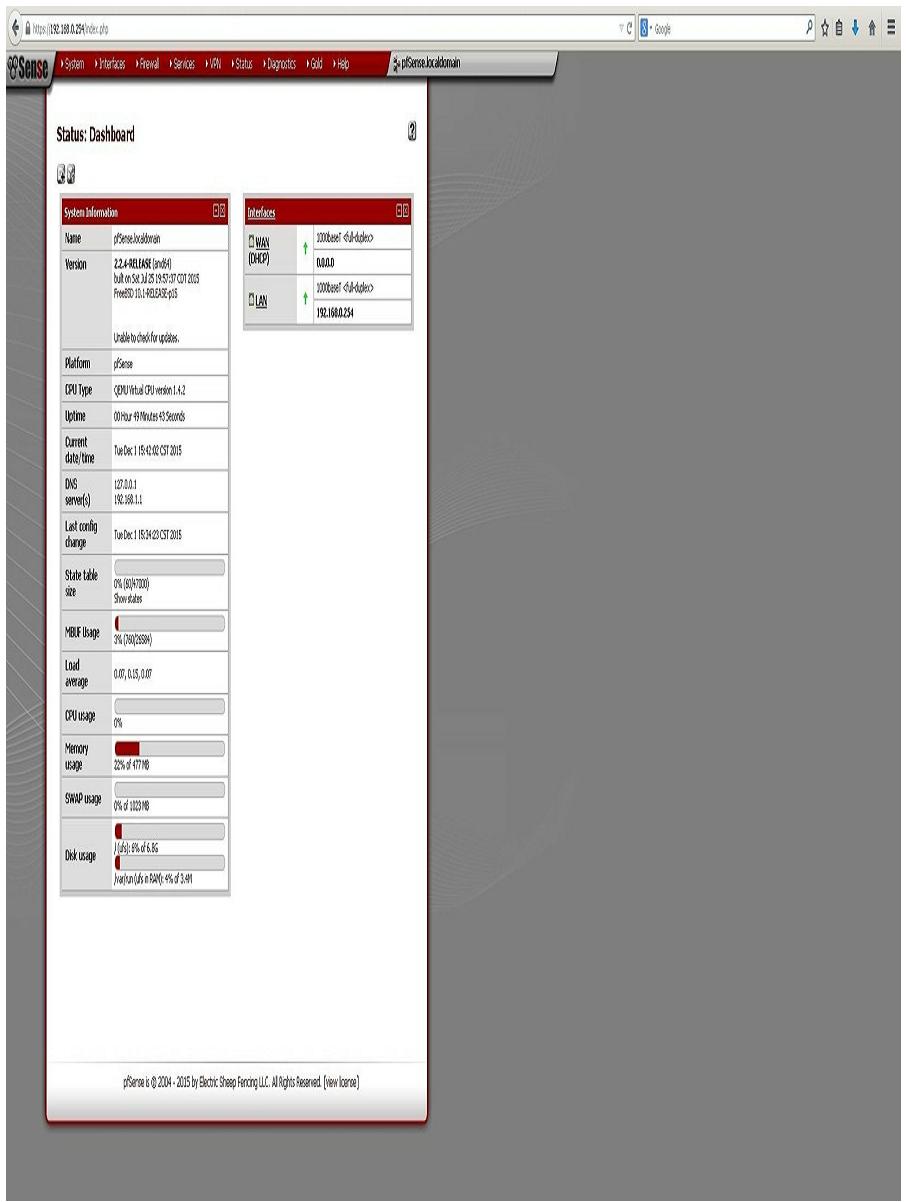 https://192.168.0.254/index.php
Google
Sense
System Interfaces Firewall Services VPN Status Diagnostics Gold Help
pfSense.localdomain
Status: Dashboard
System Information
Name pfSense.localdomain
Version 2.2.4-RELEASE (amd64)
built on Sat Jul 25 19:57:37 CDT 2015
FreeBSD 10.1-RELEASE-p15
Unable to check for updates.
Platform pfSense
CPU Type QEMU Virtual CPU version 1.4.2
Uptime 00 Hour 49 Minutes 43 Seconds
Current date/time Tue Dec 1 15:42:02 CST 2015
DNS server(s) 127.0.0.1
192.168.1.1
Last config change Tue Dec 1 15:34:23 CST 2015
State table size 0% (60/47000)
Show states
MBUF Usage 3% (760/26584)
Load average 0.07, 0.15, 0.07
CPU usage 0%
Memory usage 22% of 477 MB
SWAP usage 0% of 1023 MB
Disk usage / (ufs): 6% of 6.8G
/var/run (ufs in RAM): 4% of 3.4M
Interfaces
WAN (DHCP) 1000baseT <full-duplex>
0.0.0.0
LAN 1000baseT <full-duplex>
192.168.0.254
pfSense is © 2004 - 2015 by Electric Sheep Fencing LLC. All Rights Reserved. [view license]